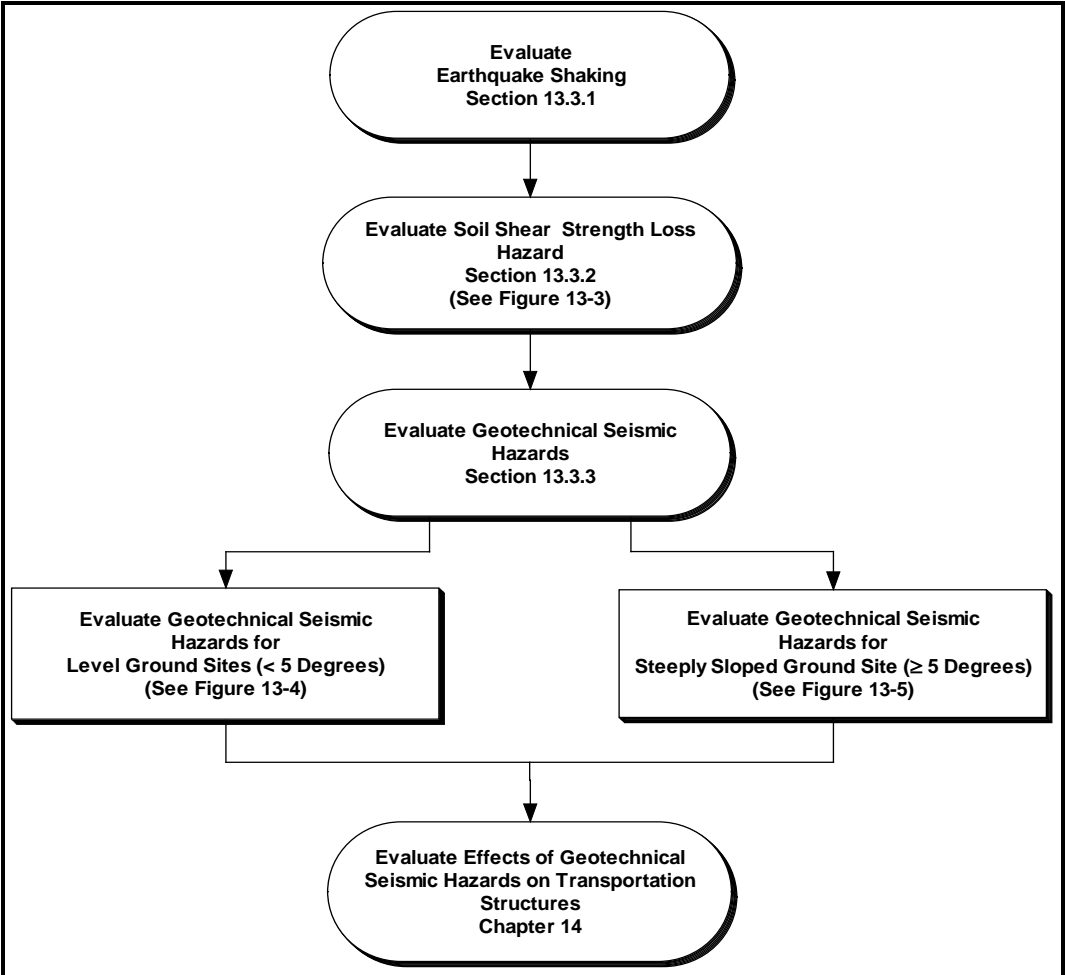 Evaluate
Earthquake Shaking
Section 13.3.1
Evaluate Soil Shear Strength Loss
Hazard
Section 13.3.2
(See Figure 13-3)
Evaluate Geotechnical Seismic
Hazards
Section 13.3.3
Evaluate Geotechnical Seismic
Hazards for
Level Ground Sites (< 5 Degrees)
(See Figure 13-4)
Evaluate Geotechnical Seismic
Hazards for
Steeply Sloped Ground Site (≥ 5 Degrees)
(See Figure 13-5)
Evaluate Effects of Geotechnical
Seismic Hazards on Transportation
Structures
Chapter 14